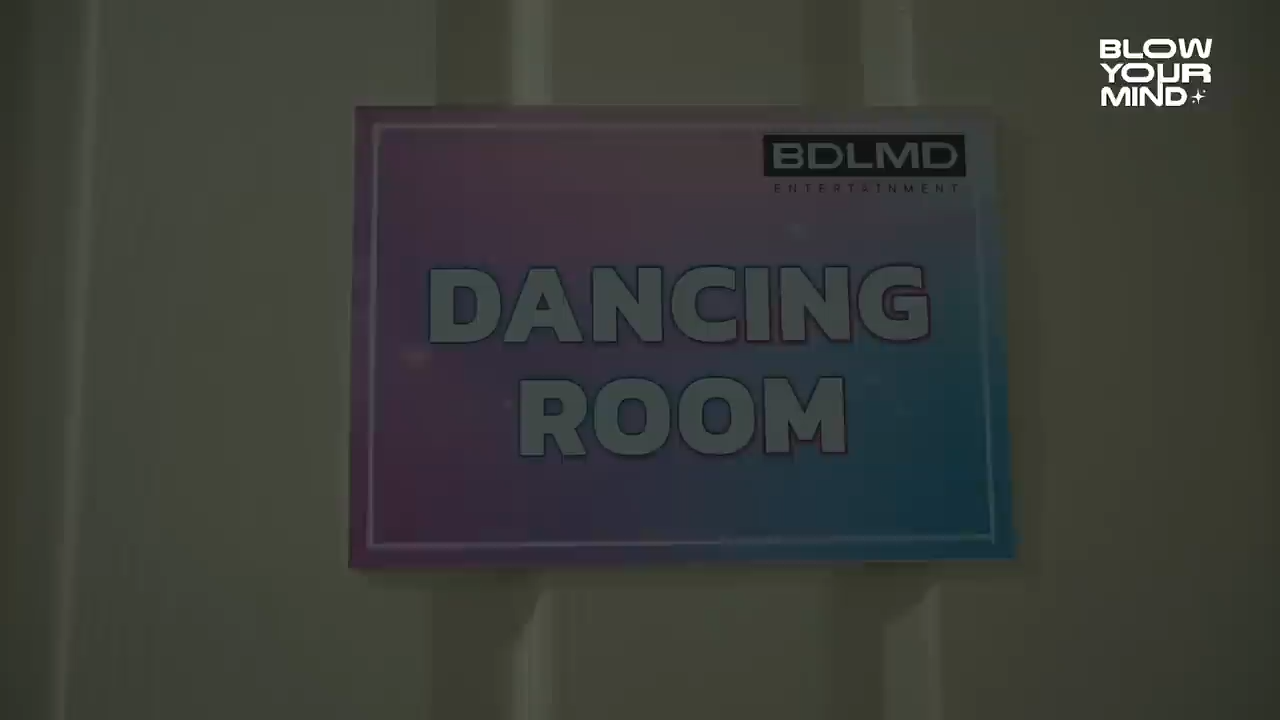 BLOW
YOUR
MIND
BDLMD
ENTERTAINMENT
DANCING
ROOM